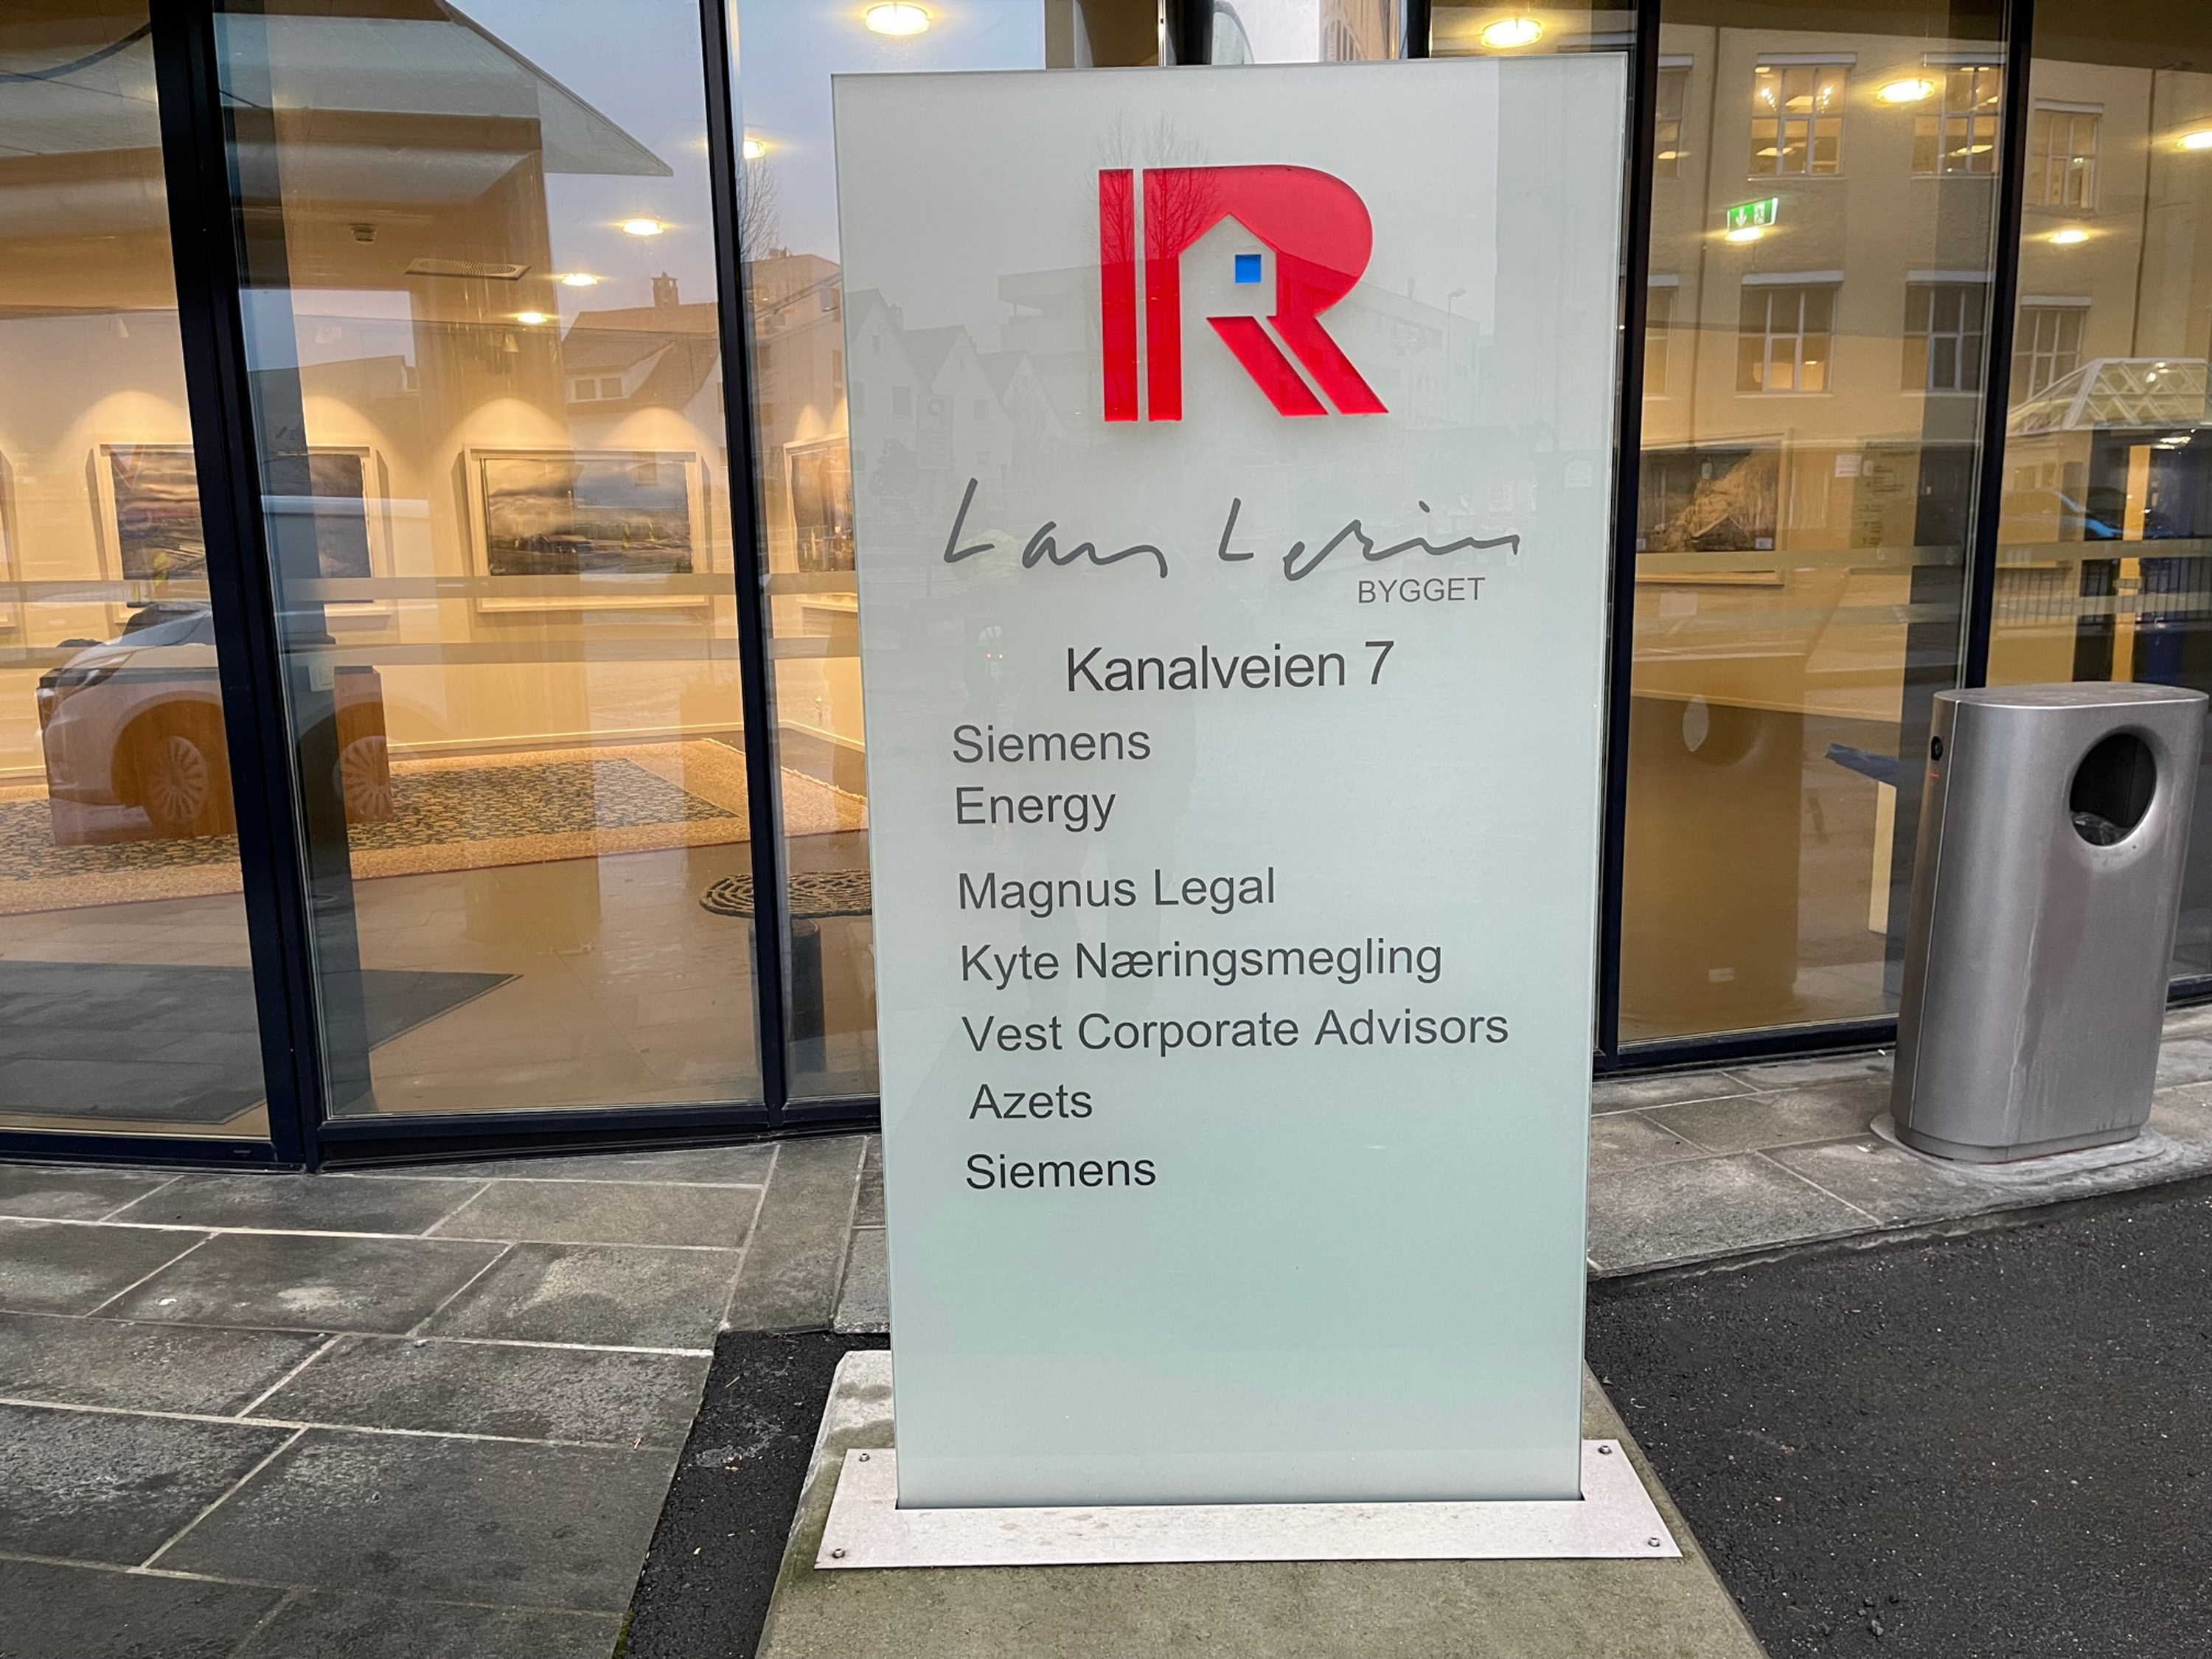 R
Lars Lerin
BYGGET
Kanalveien 7
Siemens
Energy
Magnus Legal
Kyte Næringsmegling
Vest Corporate Advisors
Azets
Siemens